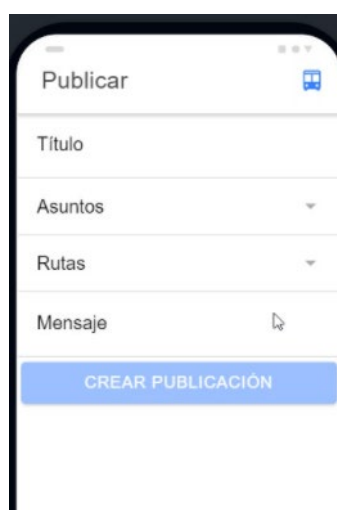 Publicar
Título
Asuntos
Rutas
Mensaje
CREAR PUBLICACIÓN